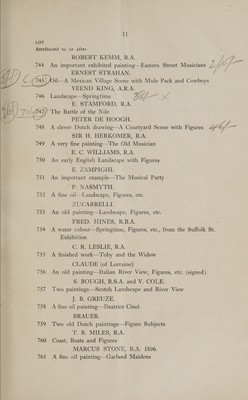 11
LOT
Attributed to or after
ROBERT KEMM, R.A.
744 An important exhibited painting—Eastern Street Musicians
ERNEST STRAHAN.
745 Oil—A Mexican Village Scene with Mule Pack and Cowboys
YEEND KING, A.R.A.
746 Landscape—Springtime
E. STAMFORD, R.A.
747 The Battle of the Nile
PETER DE HOOGH.
748 A clever Dutch drawing—A Courtyard Scene with Figures
SIR H. HERKOMER, R.A.
749 A very fine painting—The Old Musician
E. C. WILLIAMS, R.A.
750 An early English Landscape with Figures
E. ZAMPIGHI.
751 An important example—The Musical Party
P. NASMYTH.
752 A fine oil—Landscape, Figures, etc.
ZUCARRELLI.
753 An old painting—Landscape, Figures, etc.
FRED. HINES, R.B.A.
754 A water colour—Springtime, Figures, etc., from the Suffolk St.
Exhibition
C. R. LESLIE, R.A.
755 A finished work—Toby and the Widow
CLAUDE (of Lorraine)
756 An old painting—Italian River View, Figures, etc. (signed)
S. BOUGH, R.S.A. and V. COLE.
757 Two paintings—Scotch Landscape and River View
J. B. GREUZE.
758 A fine oil painting—Beatrice Cinci
BRAUER.
759 Two old Dutch paintings—Figure Subjects
T. R. MILES, R.A.
760 Coast, Boats and Figures
MARCUS STONE, R.A. 1896.
761 A fine oil painting—Garland Maidens